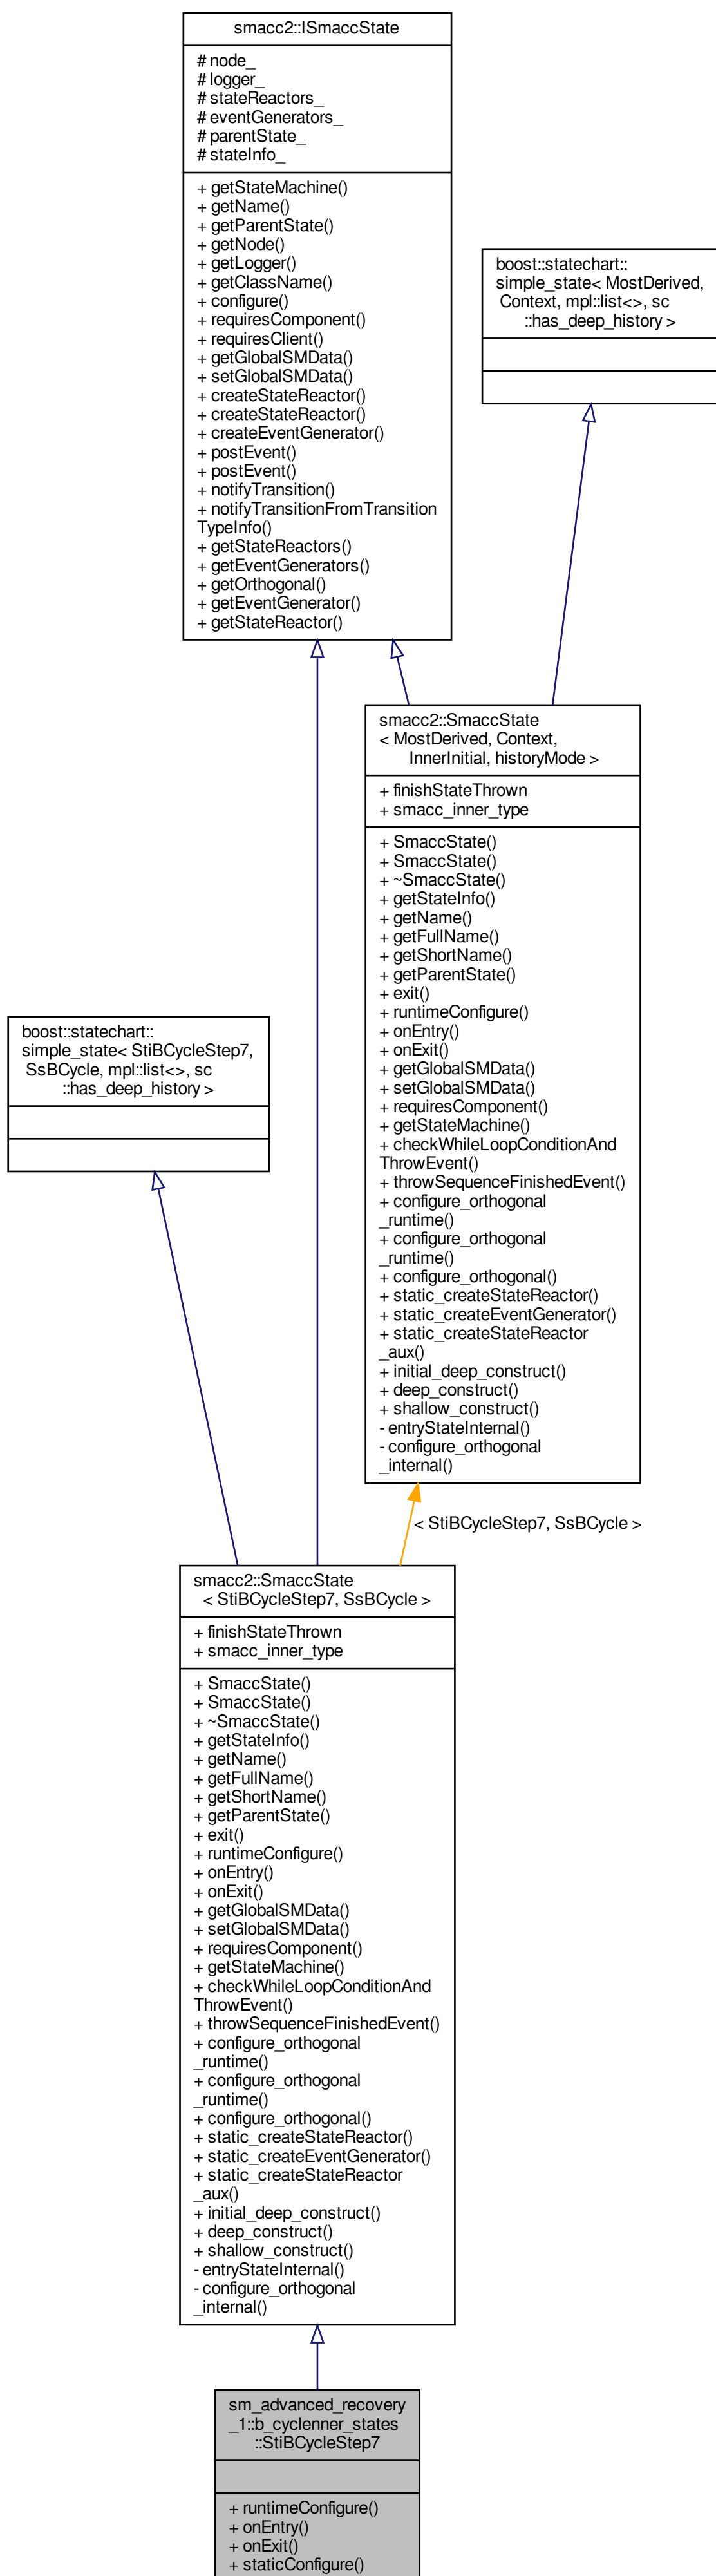 smacc2::ISmaccState
# node_
# logger_
# stateReactors_
# eventGenerators_
# parentState_
# stateInfo_
+ getStateMachine()
+ getName()
+ getParentState()
+ getNode()
+ getLogger()
+ getClassName()
+ configure()
+ requiresComponent()
+ requiresClient()
+ getGlobalSMData()
+ setGlobalSMData()
+ createStateReactor()
+ createStateReactor()
+ createEventGenerator()
+ postEvent()
+ postEvent()
+ notifyTransition()
+ notifyTransitionFromTransition
TypeInfo()
+ getStateReactors()
+ getEventGenerators()
+ getOrthogonal()
+ getEventGenerator()
+ getStateReactor()
boost::statechart::
simple_state< MostDerived,
Context, mpl::list<>, sc
::has_deep_history >
smacc2::SmaccState
< MostDerived, Context,
InnerInitial, historyMode >
+ finishStateThrown
+ smacc_inner_type
+ SmaccState()
+ SmaccState()
+ ~SmaccState()
+ getStateInfo()
+ getName()
+ getFullName()
+ getShortName()
+ getParentState()
+ exit()
+ runtimeConfigure()
+ onEntry()
+ onExit()
+ getGlobalSMData()
+ setGlobalSMData()
+ requiresComponent()
+ getStateMachine()
+ checkWhileLoopConditionAnd
ThrowEvent()
+ throwSequenceFinishedEvent()
+ configure_orthogonal
_runtime()
+ configure_orthogonal
_runtime()
+ configure_orthogonal()
+ static_createStateReactor()
+ static_createEventGenerator()
+ static_createStateReactor
_aux()
+ initial_deep_construct()
+ deep_construct()
+ shallow_construct()
- entryStateInternal()
- configure_orthogonal
_internal()
boost::statechart::
simple_state< StiBCycleStep7,
SsBCycle, mpl::list<>, sc
::has_deep_history >
< StiBCycleStep7, SsBCycle >
smacc2::SmaccState
< StiBCycleStep7, SsBCycle >
+ finishStateThrown
+ smacc_inner_type
+ SmaccState()
+ SmaccState()
+ ~SmaccState()
+ getStateInfo()
+ getName()
+ getFullName()
+ getShortName()
+ getParentState()
+ exit()
+ runtimeConfigure()
+ onEntry()
+ onExit()
+ getGlobalSMData()
+ setGlobalSMData()
+ requiresComponent()
+ getStateMachine()
+ checkWhileLoopConditionAnd
ThrowEvent()
+ throwSequenceFinishedEvent()
+ configure_orthogonal
_runtime()
+ configure_orthogonal
_runtime()
+ configure_orthogonal()
+ static_createStateReactor()
+ static_createEventGenerator()
+ static_createStateReactor
_aux()
+ initial_deep_construct()
+ deep_construct()
+ shallow_construct()
- entryStateInternal()
- configure_orthogonal
_internal()
sm_advanced_recovery
_1::b_cyclenner_states
::StiBCycleStep7
+ runtimeConfigure()
+ onEntry()
+ onExit()
+ staticConfigure()